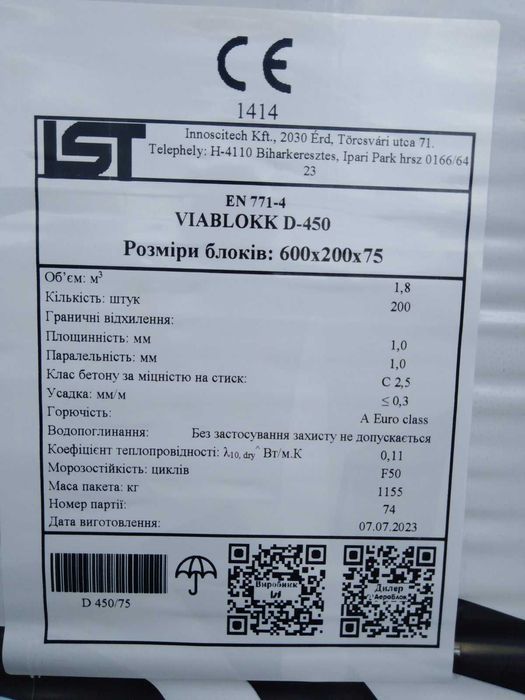 CE
1414
IST
Innoscitech Kft., 2030 Érd, Törcsvári utca 71.
Telephely: H-4110 Biharkeresztes, Ipari Park hrsz 0166/64
23
EN 771-4
VIABLOKK D-450
Розміри блоків: 600x200x75
Об'єм: м³ 1,8
Кількість: штук 200
Граничні відхилення:
Площинність: мм 1,0
Паралельність: мм 1,0
Клас бетону за міцністю на стиск: C 2,5
Усадка: мм/м ≤ 0,3
Горючість: A Euro class
Водопоглинання: Без застосування захисту не допускається
Коефіцієнт теплопровідності: λ10, dry^ Вт/м.К 0,11
Морозостійкість: циклів F50
Маса пакета: кг 1155
Номер партії: 74
Дата виготовлення: 07.07.2023
D 450/75
Виробник
Дилер
Аероблок